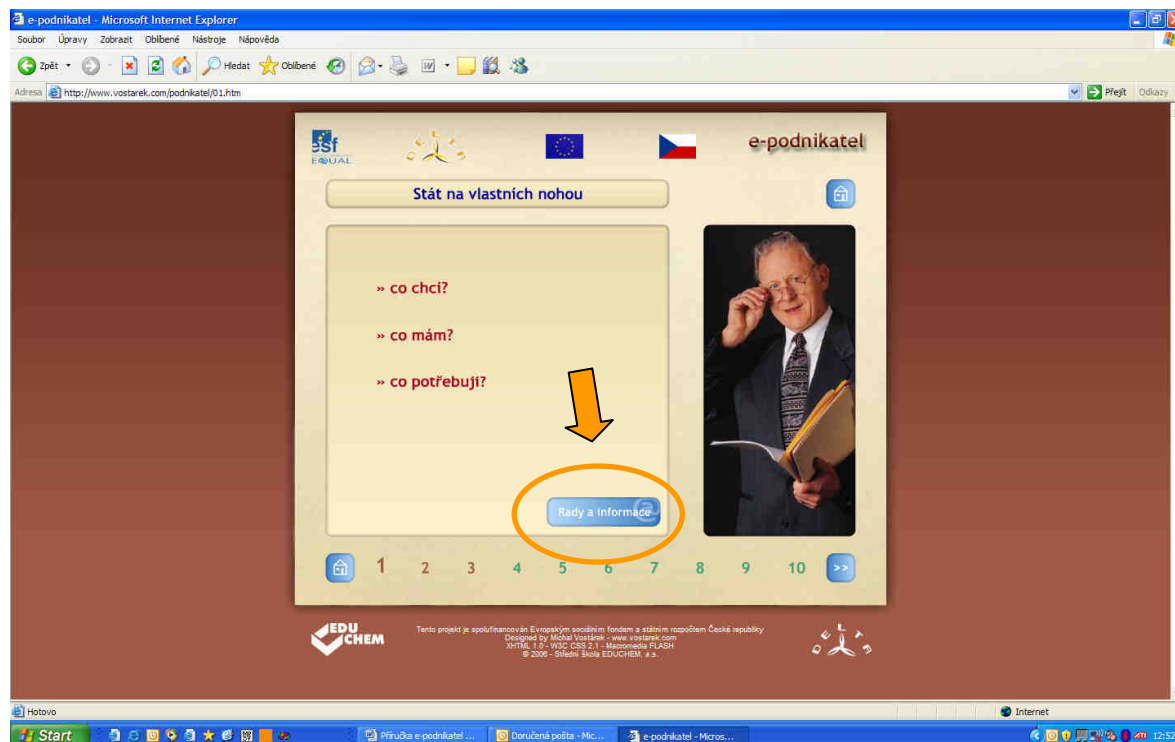 e-podnikatel - Microsoft Internet Explorer
Soubor Úpravy Zobrazit Oblíbené Nástroje Nápověda
Zpět Hledat Oblíbené
Adresa http://www.vostarek.com/podnikatel/01.htm Přejít Odkazy
esf
EQUAL
e-podnikatel
Stát na vlastních nohou
» co chci?
» co mám?
» co potřebuji?
Rady a informace
1 2 3 4 5 6 7 8 9 10 >>
EDU
CHEM
Tento projekt je spolufinancován Evropským sociálním fondem a státním rozpočtem České republiky
Designed by Michal Vostárek - www.vostarek.com
XHTML 1.0 - W3C CSS 2.1 - Macromedia FLASH
© 2006 - Střední škola EDUCHEM, a.s.
Hotovo Internet
Start Příručka e-podnikatel ... Doručená pošta - Mic... e-podnikatel - Micros... 12:52